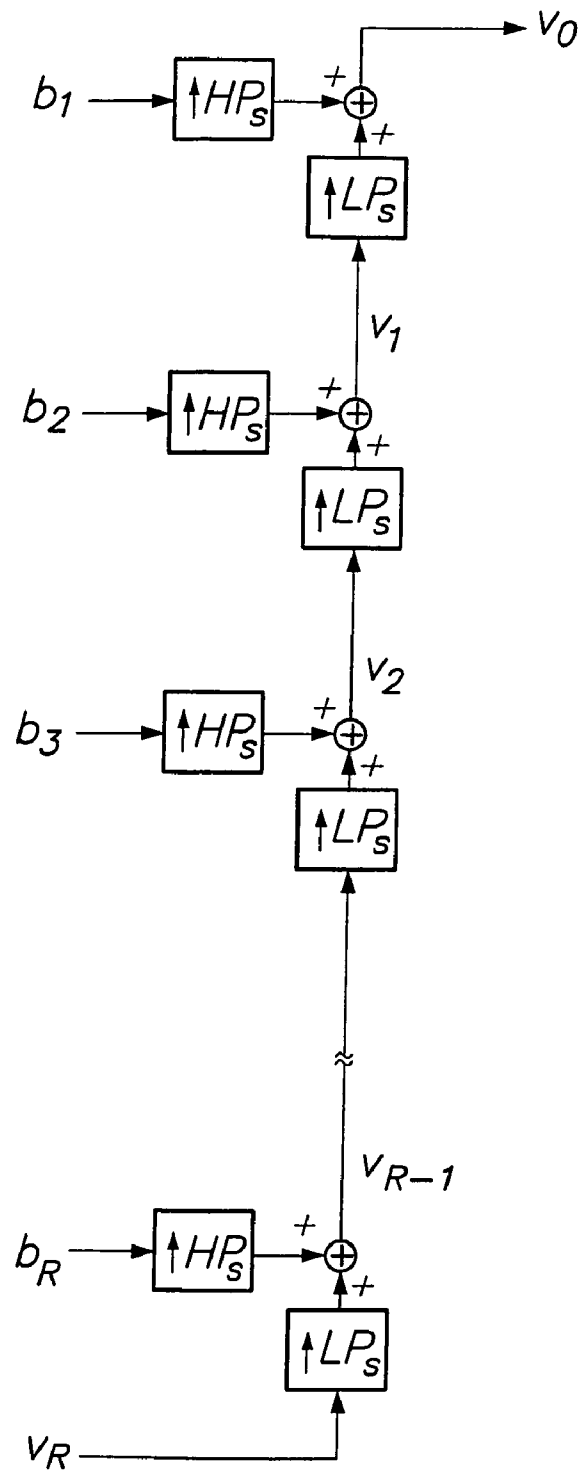 v0
b1 ↑HPs + +
↑LPs
v1
b2 ↑HPs + +
↑LPs
v2
b3 ↑HPs + +
↑LPs
vR−1
bR ↑HPs + +
↑LPs
vR